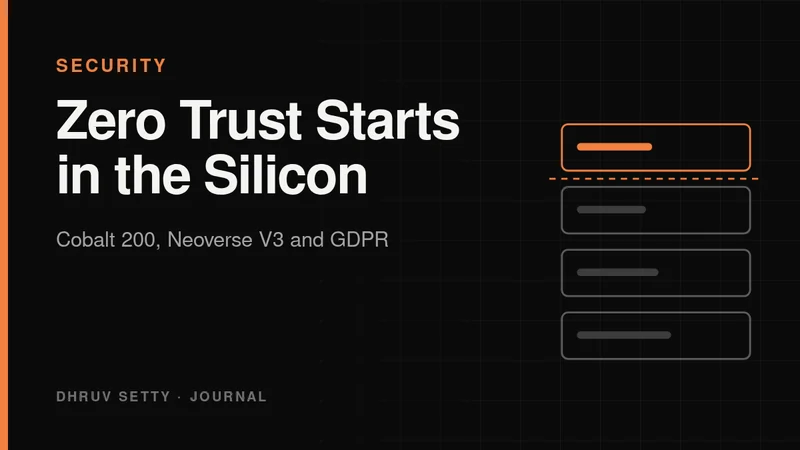 SECURITY
Zero Trust Starts
in the Silicon
Cobalt 200, Neoverse V3 and GDPR
DHRUV SETTY · JOURNAL